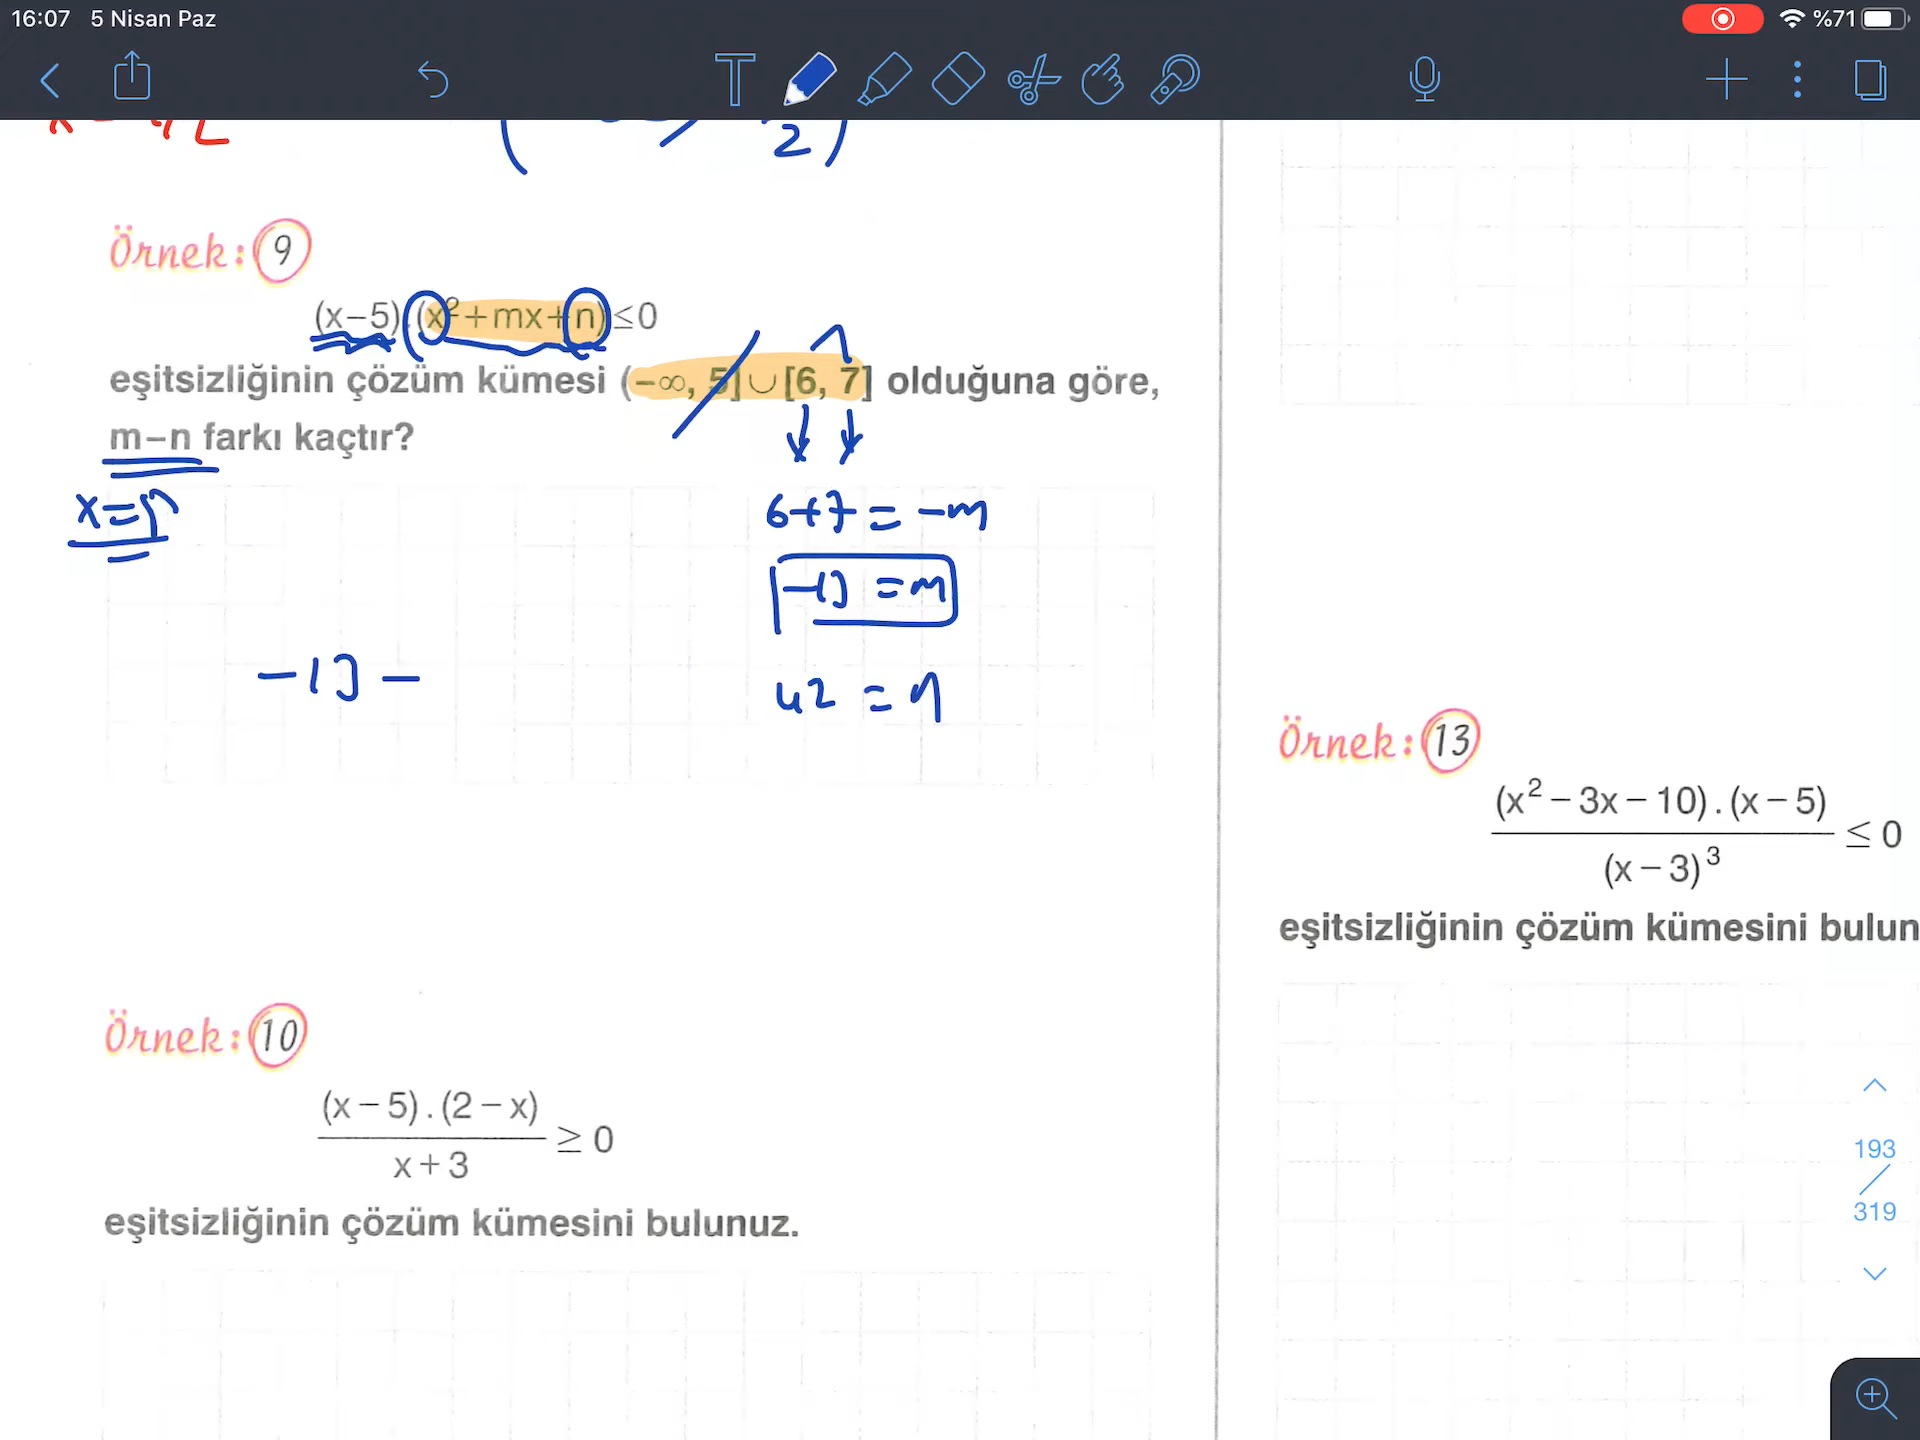 16:07 5 Nisan Paz %71
T
2
Örnek: 9
(x−5).(x²+mx+n)≤0
eşitsizliğinin çözüm kümesi (−∞, 5]∪[6, 7] olduğuna göre,
m−n farkı kaçtır?
x=5
6+7 = −m
−13 = m
−13 −
42 = n
Örnek: 10
(x−5).(2−x)
x+3
≥ 0
eşitsizliğinin çözüm kümesini bulunuz.
Örnek: 13
(x²−3x−10).(x−5)
(x−3)³
≤ 0
eşitsizliğinin çözüm kümesini bulun
193
319